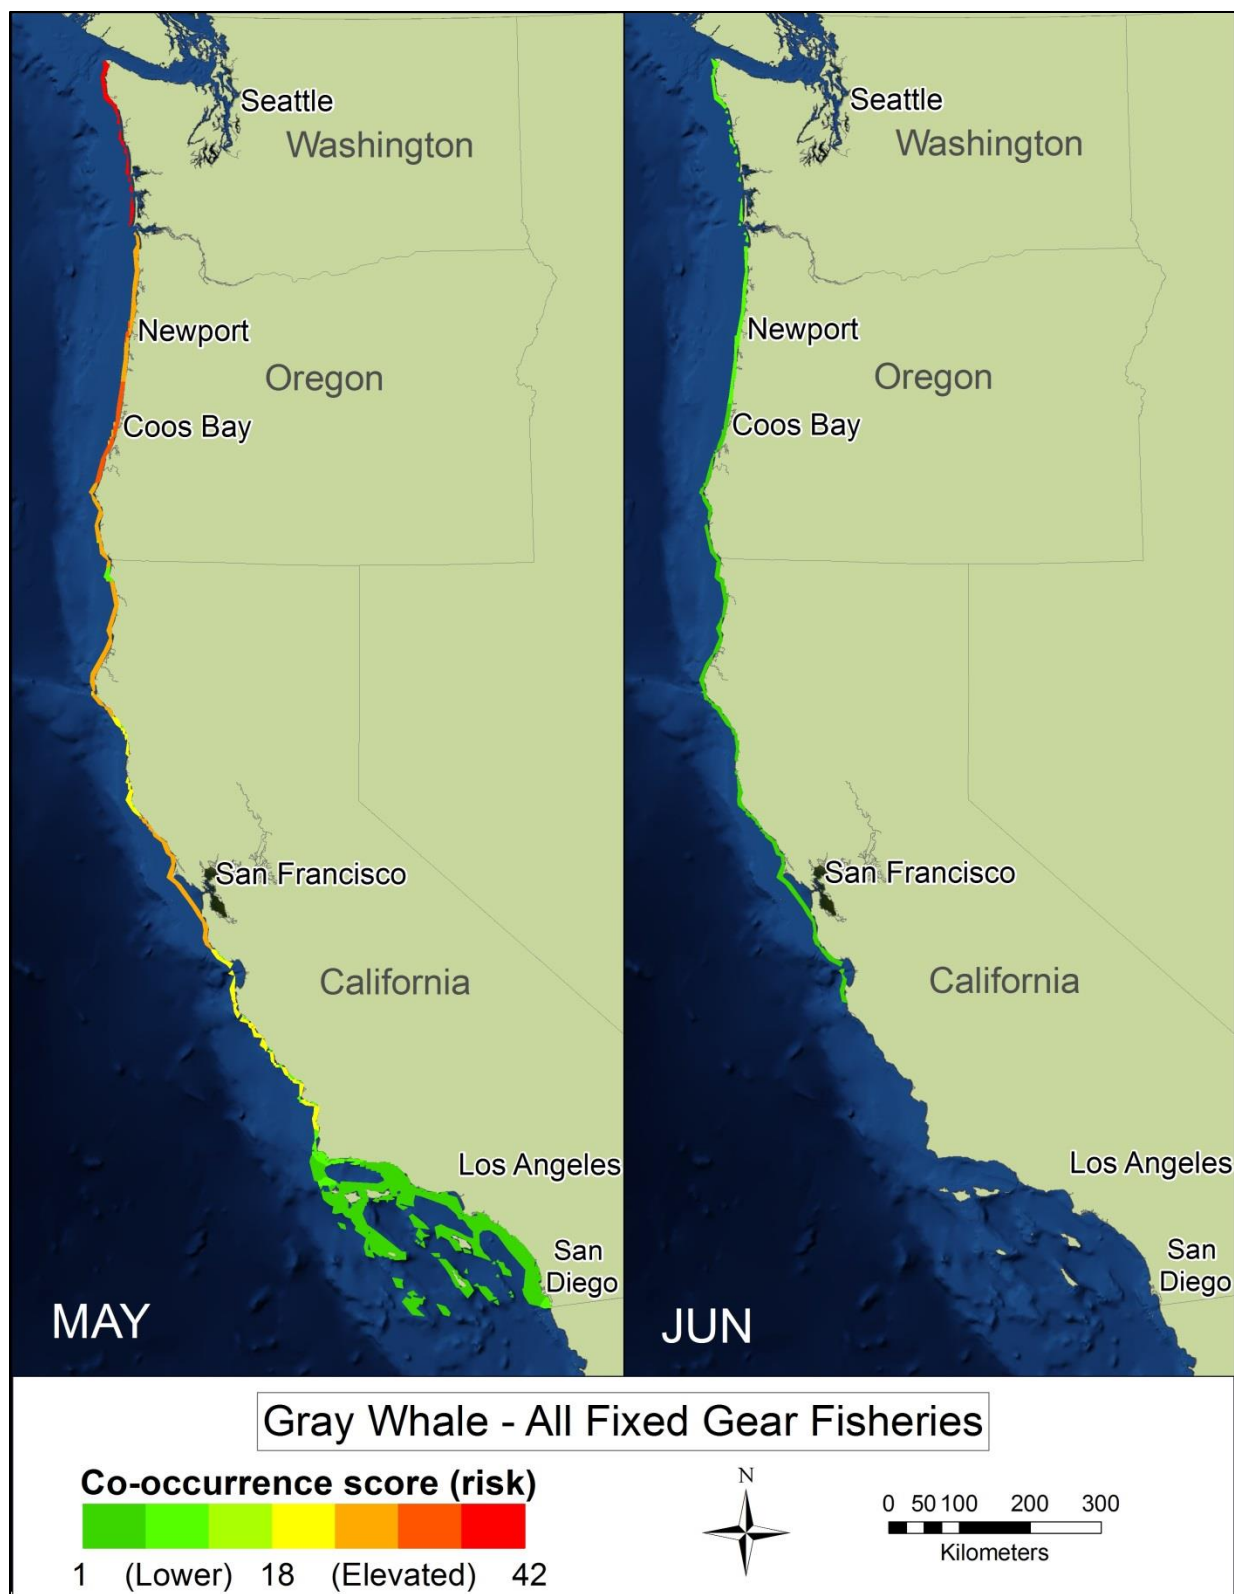 Seattle
Washington
Newport
Oregon
Coos Bay
San Francisco
California
Los Angeles
San
Diego
MAY
Seattle
Washington
Newport
Oregon
Coos Bay
San Francisco
California
Los Angeles
San
Diego
JUN
Gray Whale - All Fixed Gear Fisheries
Co-occurrence score (risk)
1 (Lower) 18 (Elevated) 42
N
0 50 100 200 300
Kilometers